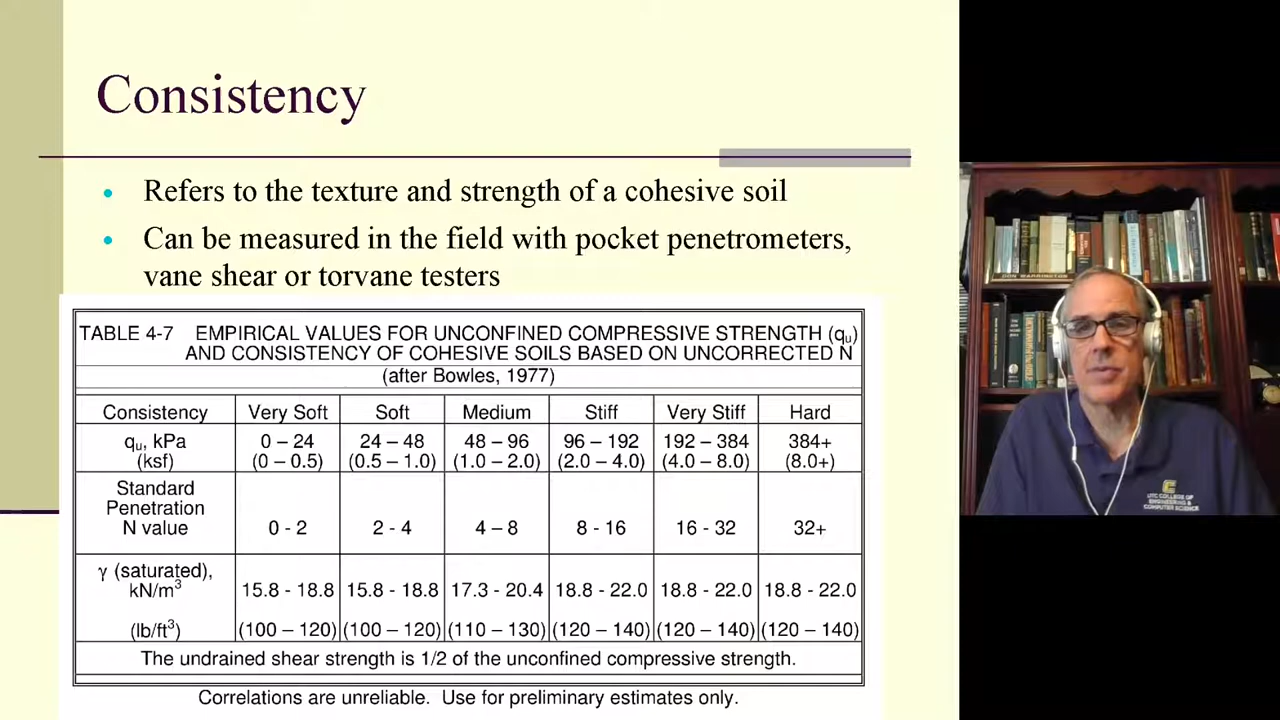 Consistency
Refers to the texture and strength of a cohesive soil
Can be measured in the field with pocket penetrometers,
vane shear or torvane testers
TABLE 4-7 EMPIRICAL VALUES FOR UNCONFINED COMPRESSIVE STRENGTH (qu)
AND CONSISTENCY OF COHESIVE SOILS BASED ON UNCORRECTED N
(after Bowles, 1977)
Consistency Very Soft Soft Medium Stiff Very Stiff Hard
qu, kPa 0 – 24 24 – 48 48 – 96 96 – 192 192 – 384 384+
(ksf) (0 – 0.5) (0.5 – 1.0) (1.0 – 2.0) (2.0 – 4.0) (4.0 – 8.0) (8.0+)
Standard
Penetration
N value 0 - 2 2 - 4 4 – 8 8 - 16 16 - 32 32+
γ (saturated),
kN/m3 15.8 - 18.8 15.8 - 18.8 17.3 - 20.4 18.8 - 22.0 18.8 - 22.0 18.8 - 22.0
(lb/ft3) (100 – 120) (100 – 120) (110 – 130) (120 – 140) (120 – 140) (120 – 140)
The undrained shear strength is 1/2 of the unconfined compressive strength.
Correlations are unreliable. Use for preliminary estimates only.
DON WARRINGTON
UTC COLLEGE OF
ENGINEERING &
COMPUTER SCIENCE